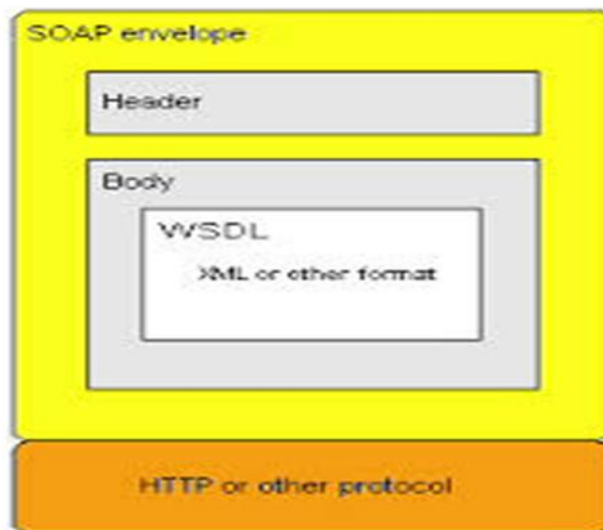 SOAP envelope
Header
Body
WSDL
XML or other format
HTTP or other protocol